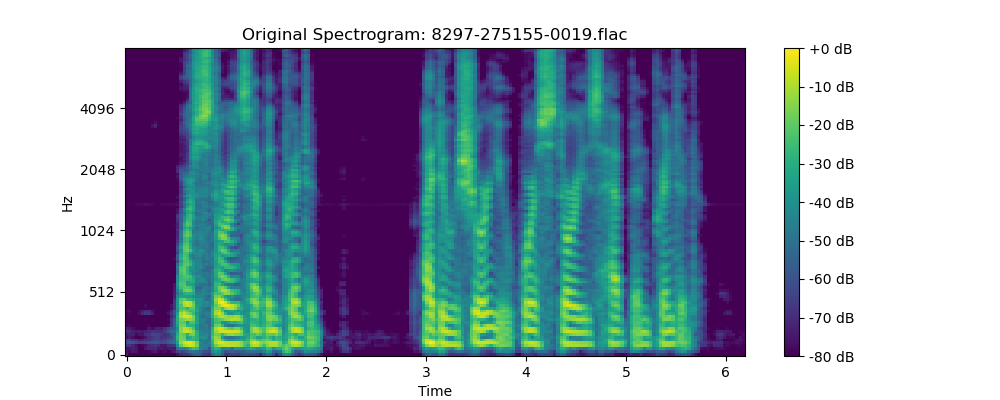 Original Spectrogram: 8297-275155-0019.flac
Hz
4096
2048
1024
512
0
0 1 2 3 4 5 6
Time
+0 dB
-10 dB
-20 dB
-30 dB
-40 dB
-50 dB
-60 dB
-70 dB
-80 dB